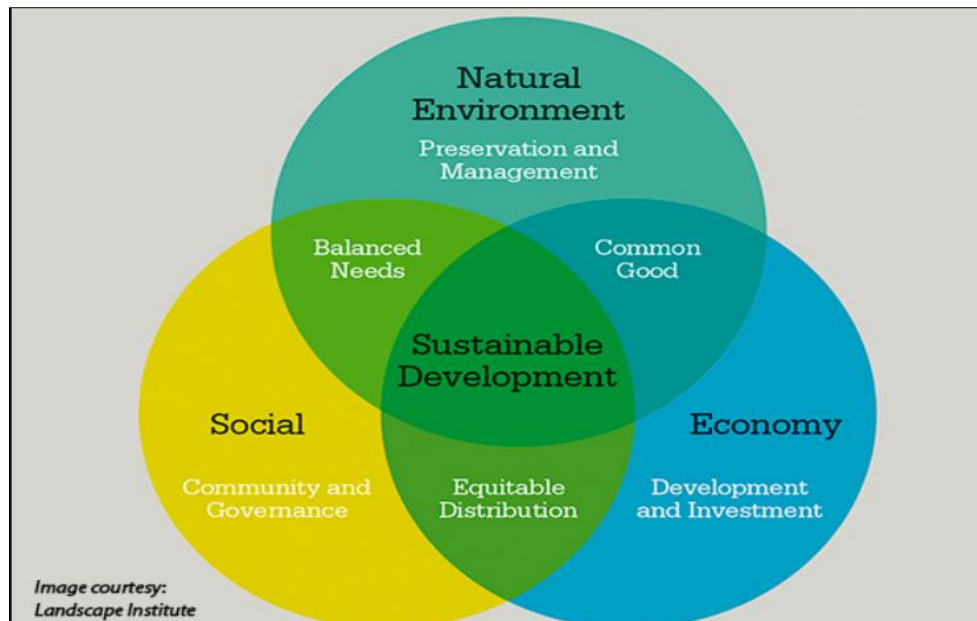 Natural
Environment
Preservation and
Management
Balanced
Needs
Common
Good
Sustainable
Development
Social
Economy
Community and
Governance
Equitable
Distribution
Development
and Investment
Image courtesy:
Landscape Institute